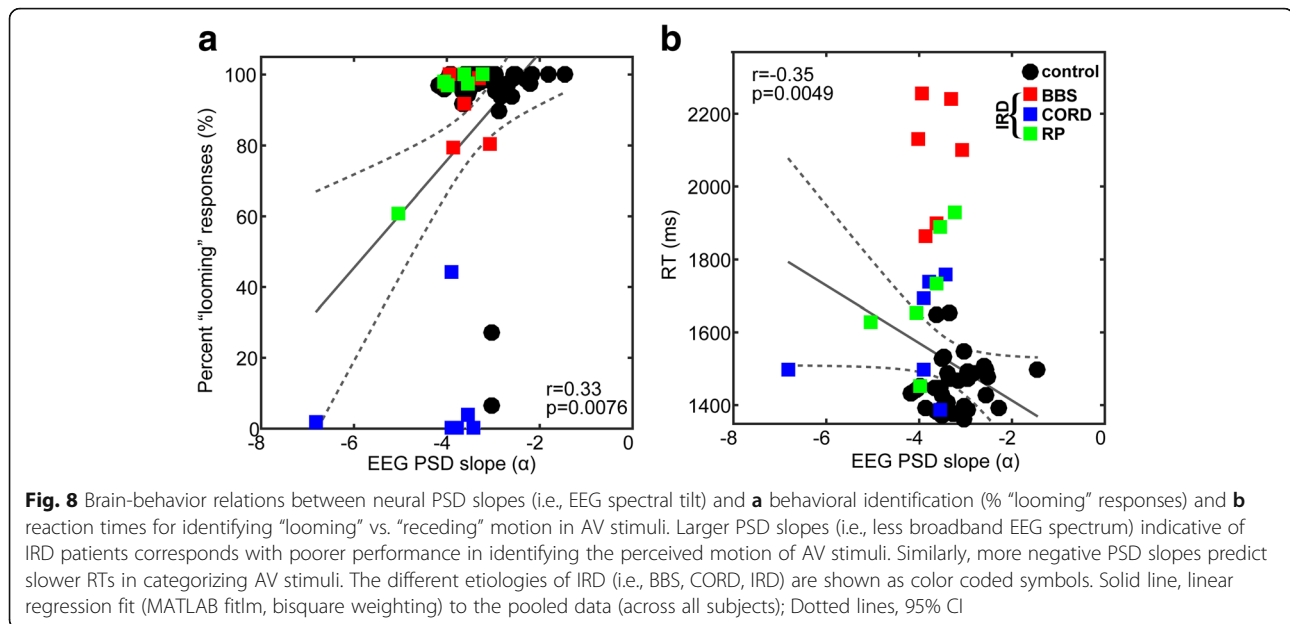 a
Percent “looming” responses (%)
100
80
60
40
20
0
r=0.33
p=0.0076
-8
-6
-4
-2
0
EEG PSD slope (α)
b
r=-0.35
p=0.0049
control
IRD
BBS
CORD
RP
RT (ms)
2200
2000
1800
1600
1400
-8
-6
-4
-2
0
EEG PSD slope (α)
Fig. 8 Brain-behavior relations between neural PSD slopes (i.e., EEG spectral tilt) and a behavioral identification (% “looming” responses) and b
reaction times for identifying “looming” vs. “receding” motion in AV stimuli. Larger PSD slopes (i.e., less broadband EEG spectrum) indicative of
IRD patients corresponds with poorer performance in identifying the perceived motion of AV stimuli. Similarly, more negative PSD slopes predict
slower RTs in categorizing AV stimuli. The different etiologies of IRD (i.e., BBS, CORD, IRD) are shown as color coded symbols. Solid line, linear
regression fit (MATLAB fitlm, bisquare weighting) to the pooled data (across all subjects); Dotted lines, 95% CI